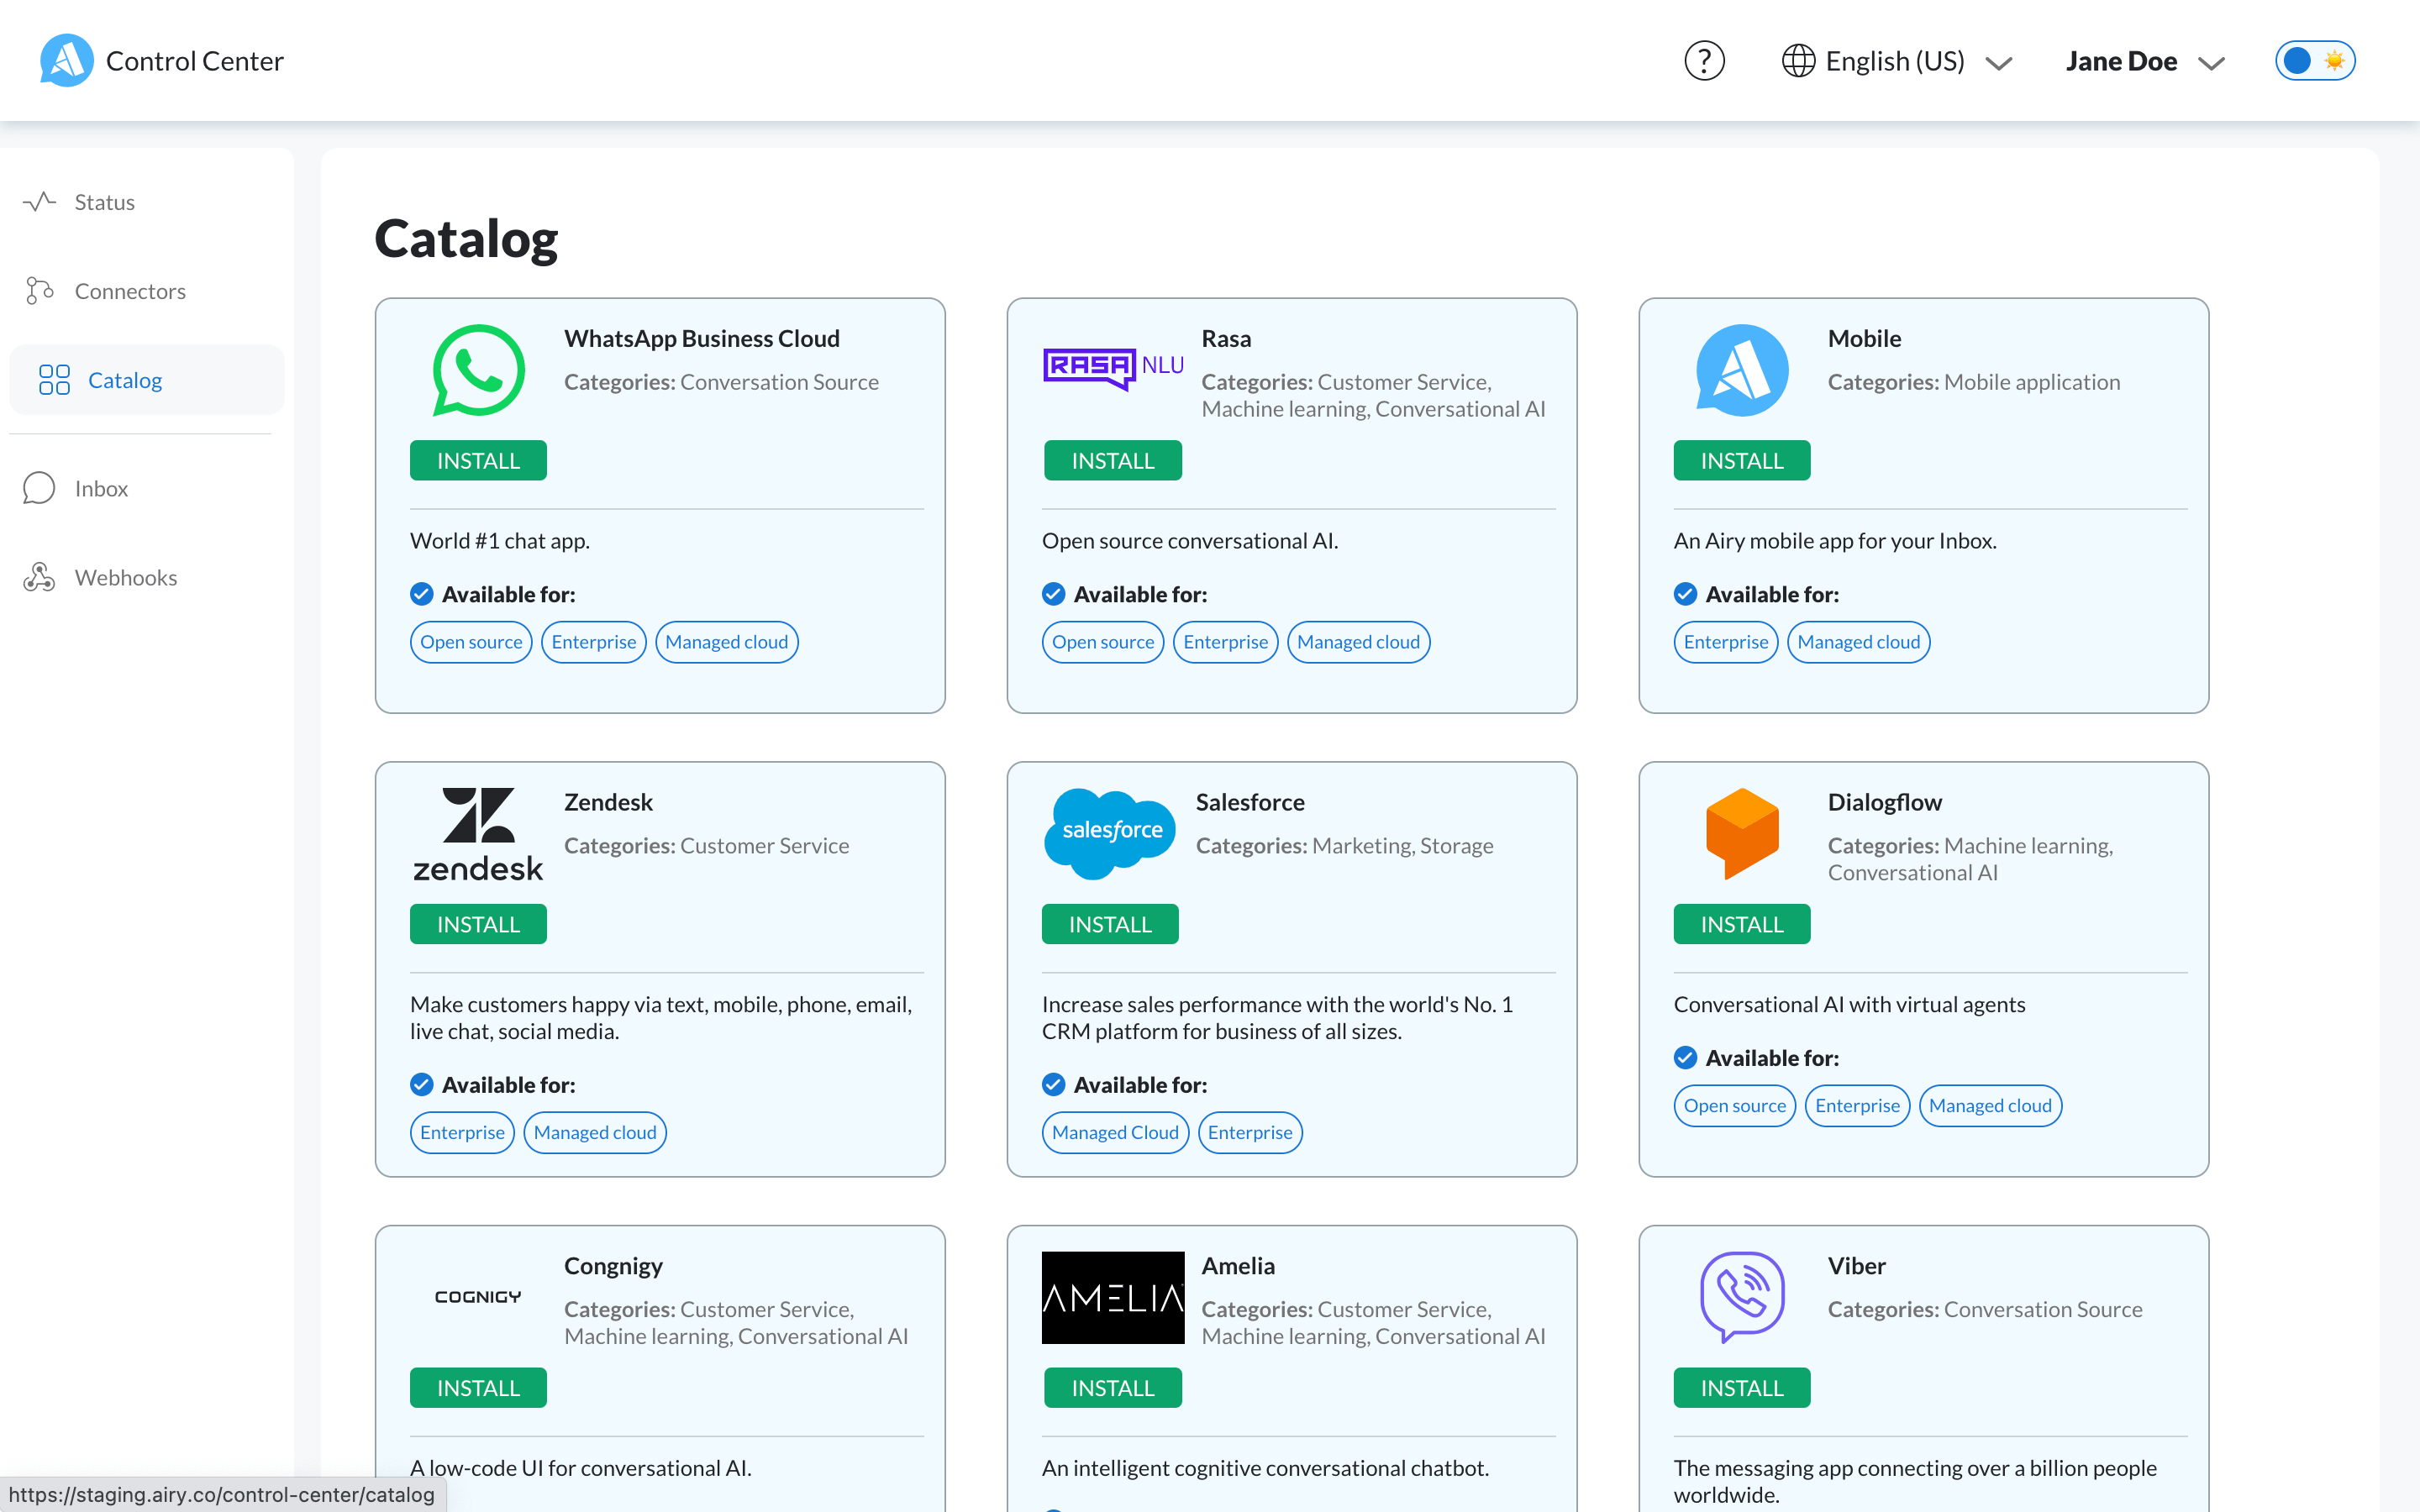 Control Center
?
English (US)
Jane Doe
Status
Connectors
Catalog
Inbox
Webhooks
Catalog
WhatsApp Business Cloud
Categories: Conversation Source
INSTALL
World #1 chat app.
Available for:
Open source Enterprise Managed cloud
RASA NLU
Rasa
Categories: Customer Service,
Machine learning, Conversational AI
INSTALL
Open source conversational AI.
Available for:
Open source Enterprise Managed cloud
Mobile
Categories: Mobile application
INSTALL
An Airy mobile app for your Inbox.
Available for:
Enterprise Managed cloud
zendesk
Zendesk
Categories: Customer Service
INSTALL
Make customers happy via text, mobile, phone, email,
live chat, social media.
Available for:
Enterprise Managed cloud
salesforce
Salesforce
Categories: Marketing, Storage
INSTALL
Increase sales performance with the world's No. 1
CRM platform for business of all sizes.
Available for:
Managed Cloud Enterprise
Dialogflow
Categories: Machine learning,
Conversational AI
INSTALL
Conversational AI with virtual agents
Available for:
Open source Enterprise Managed cloud
COGNIGY
Congnigy
Categories: Customer Service,
Machine learning, Conversational AI
INSTALL
A low-code UI for conversational AI.
AMELIA
Amelia
Categories: Customer Service,
Machine learning, Conversational AI
INSTALL
An intelligent cognitive conversational chatbot.
Viber
Categories: Conversation Source
INSTALL
The messaging app connecting over a billion people
worldwide.
https://staging.airy.co/control-center/catalog